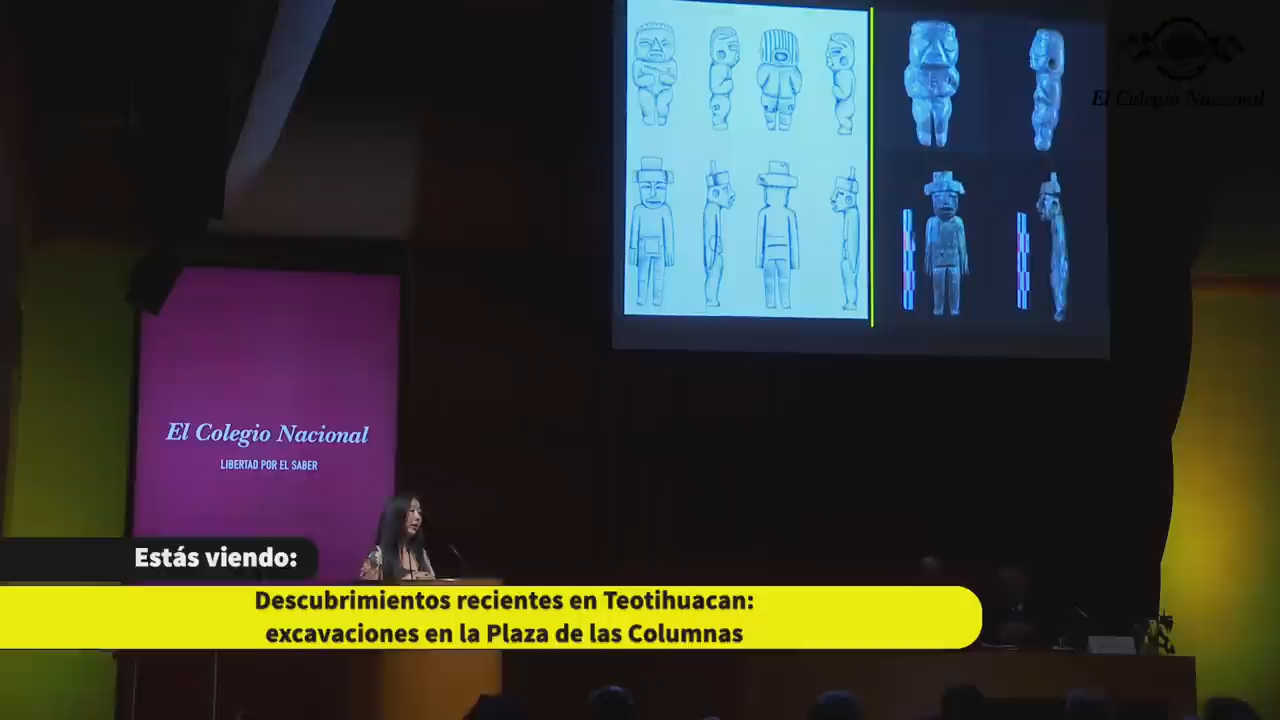 El Colegio Nacional
El Colegio Nacional
LIBERTAD POR EL SABER
Estás viendo:
Descubrimientos recientes en Teotihuacan:
excavaciones en la Plaza de las Columnas